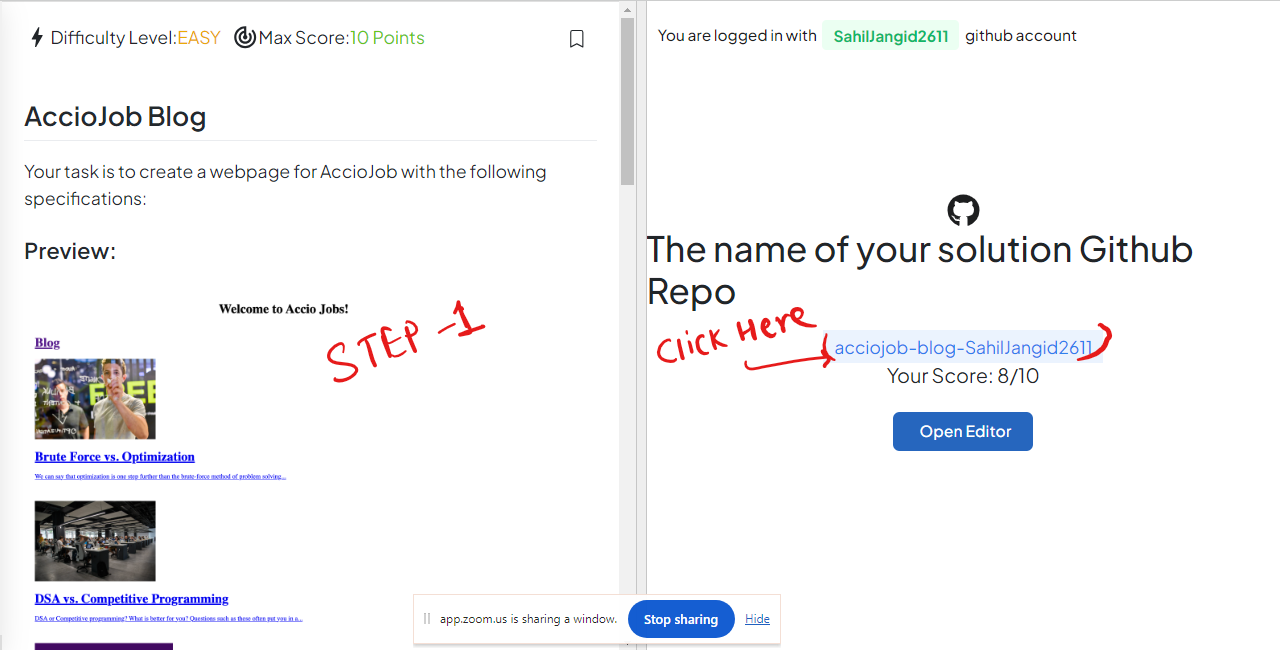 Difficulty Level:EASY Max Score:10 Points
AccioJob Blog
Your task is to create a webpage for AccioJob with the following
specifications:
Preview:
Welcome to Accio Jobs!
Blog
FREE
Brute Force vs. Optimization
We can say that optimization is one step further than the brute-force method of problem solving...
DSA vs. Competitive Programming
DSA or Competitive programming? What is better for you? Questions such as these often put you in a...
STEP -1
You are logged in with SahilJangid2611 github account
The name of your solution Github
Repo
Click Here
acciojob-blog-SahilJangid2611
Your Score: 8/10
Open Editor
app.zoom.us is sharing a window. Stop sharing Hide